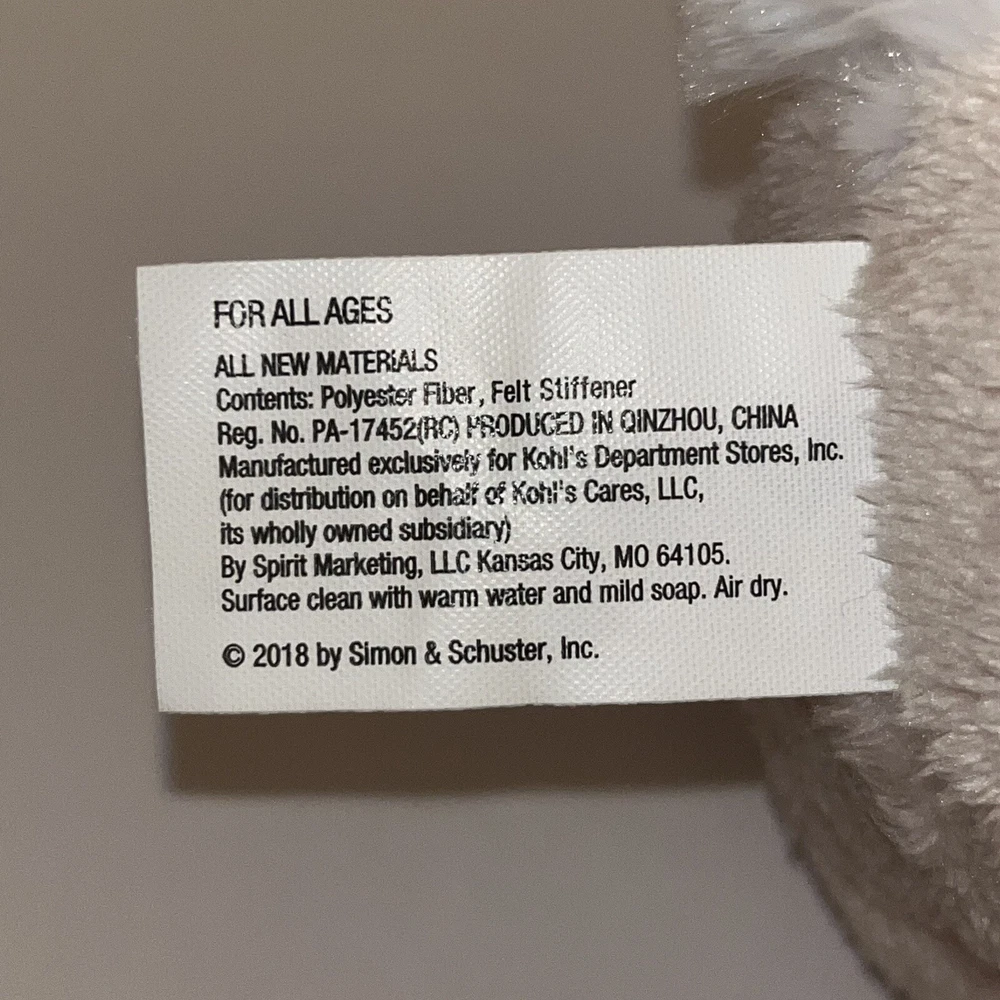 FOR ALL AGES
ALL NEW MATERIALS
Contents: Polyester Fiber, Felt Stiffener
Reg. No. PA-17452(RC) PRODUCED IN QINZHOU, CHINA
Manufactured exclusively for Kohl's Department Stores, Inc.
(for distribution on behalf of Kohl's Cares, LLC,
its wholly owned subsidiary)
By Spirit Marketing, LLC Kansas City, MO 64105.
Surface clean with warm water and mild soap. Air dry.
© 2018 by Simon & Schuster, Inc.